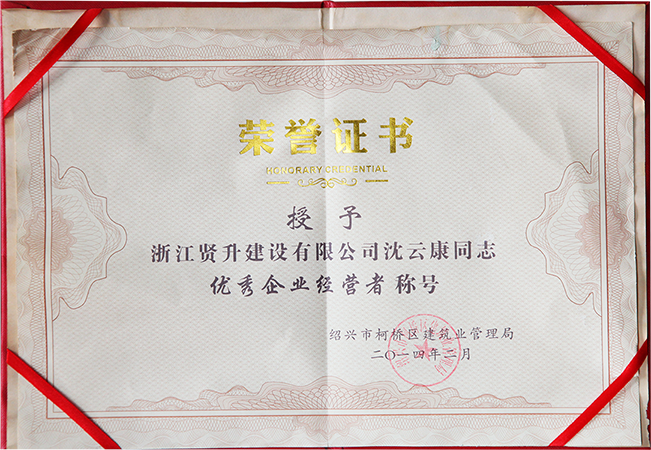 荣誉证书
HONORARY CREDENTIAL
授予
浙江贤升建设有限公司沈云康同志
优秀企业经营者称号
绍兴市柯桥区建筑业管理局
二〇一四年二月